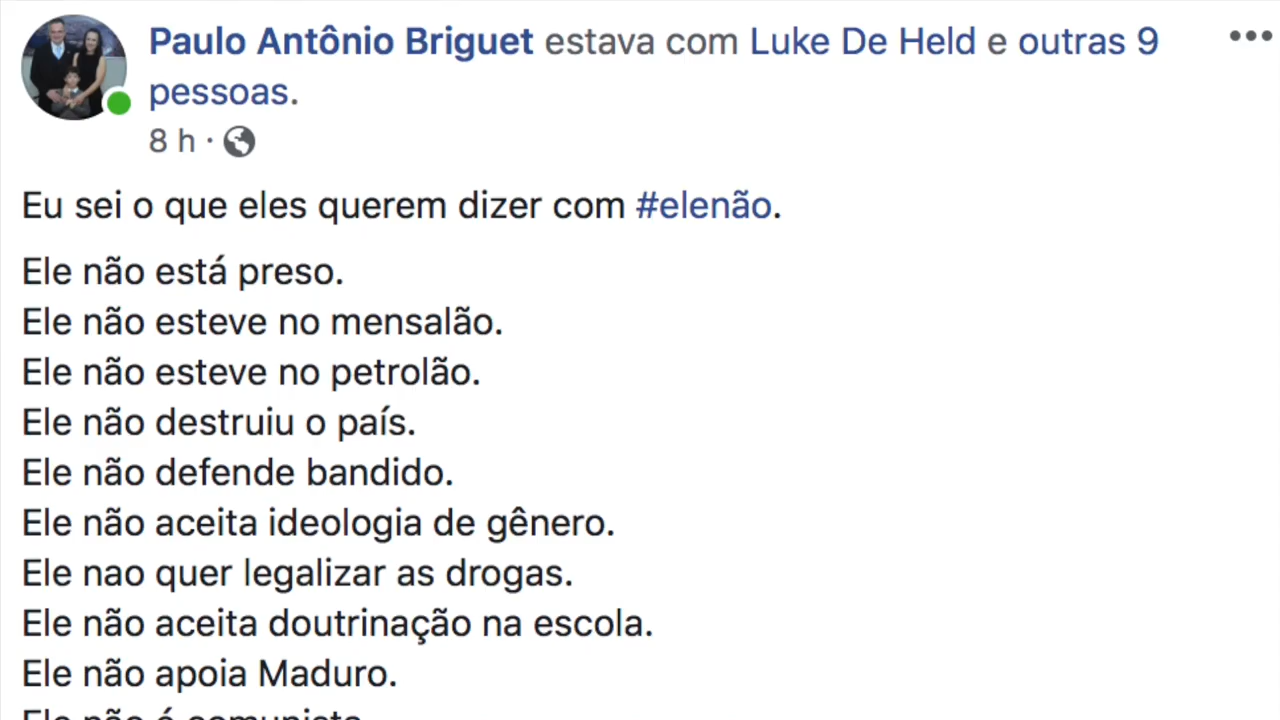 Paulo Antônio Briguet estava com Luke De Held e outras 9
pessoas.
8 h ·
Eu sei o que eles querem dizer com #elenão.
Ele não está preso.
Ele não esteve no mensalão.
Ele não esteve no petrolão.
Ele não destruiu o país.
Ele não defende bandido.
Ele não aceita ideologia de gênero.
Ele nao quer legalizar as drogas.
Ele não aceita doutrinação na escola.
Ele não apoia Maduro.
Ele não é comunista.